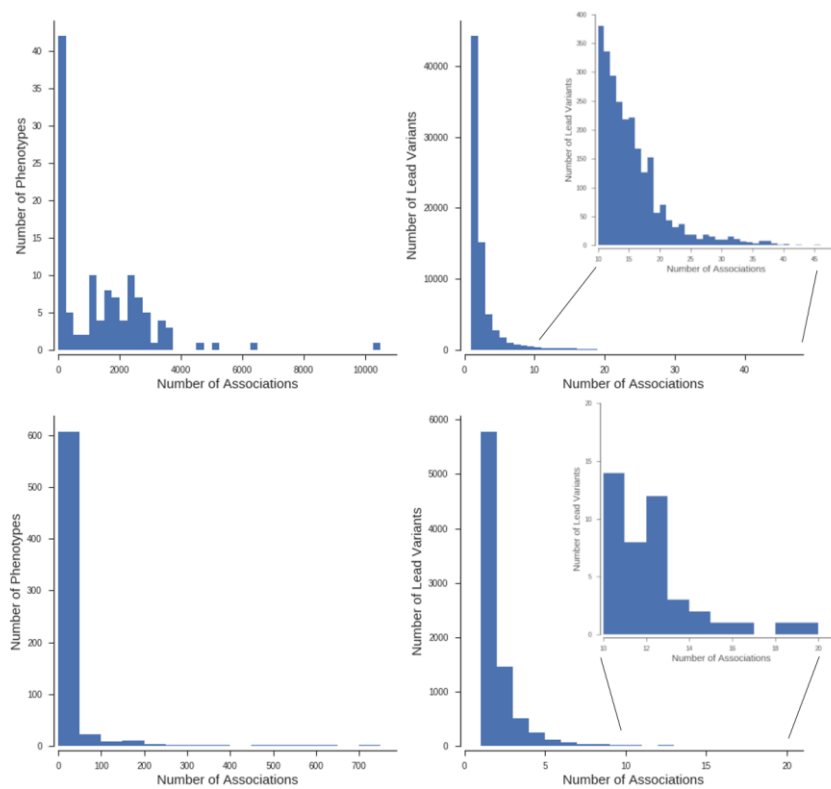 Number of Phenotypes
40
35
30
25
20
15
10
5
0
0 2000 4000 6000 8000 10000
Number of Associations
Number of Lead Variants
40000
30000
20000
10000
0
0 10 20 30 40
Number of Associations
Number of Lead Variants
400
350
300
250
200
150
100
50
0
10 15 20 25 30 35 40 45
Number of Associations
Number of Phenotypes
600
500
400
300
200
100
0
0 100 200 300 400 500 600 700
Number of Associations
Number of Lead Variants
6000
5000
4000
3000
2000
1000
0
0 5 10 15 20
Number of Associations
Number of Lead Variants
20
15
10
5
0
10 12 14 16 18 20
Number of Associations